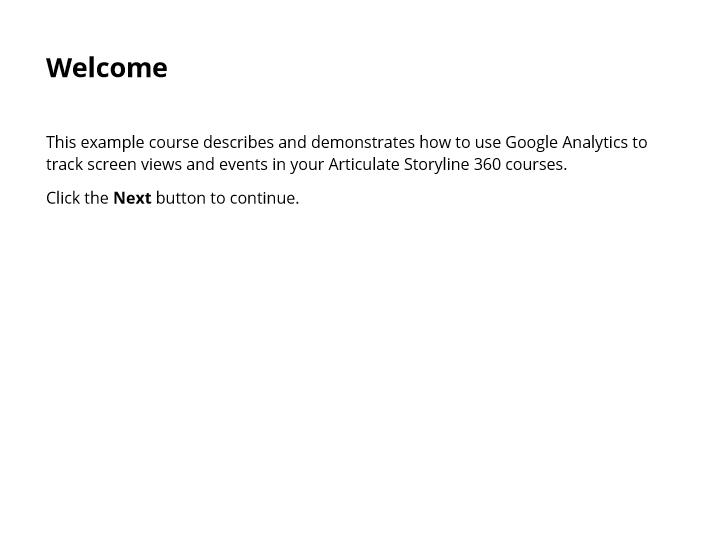 Welcome
This example course describes and demonstrates how to use Google Analytics to
track screen views and events in your Articulate Storyline 360 courses.
Click the Next button to continue.